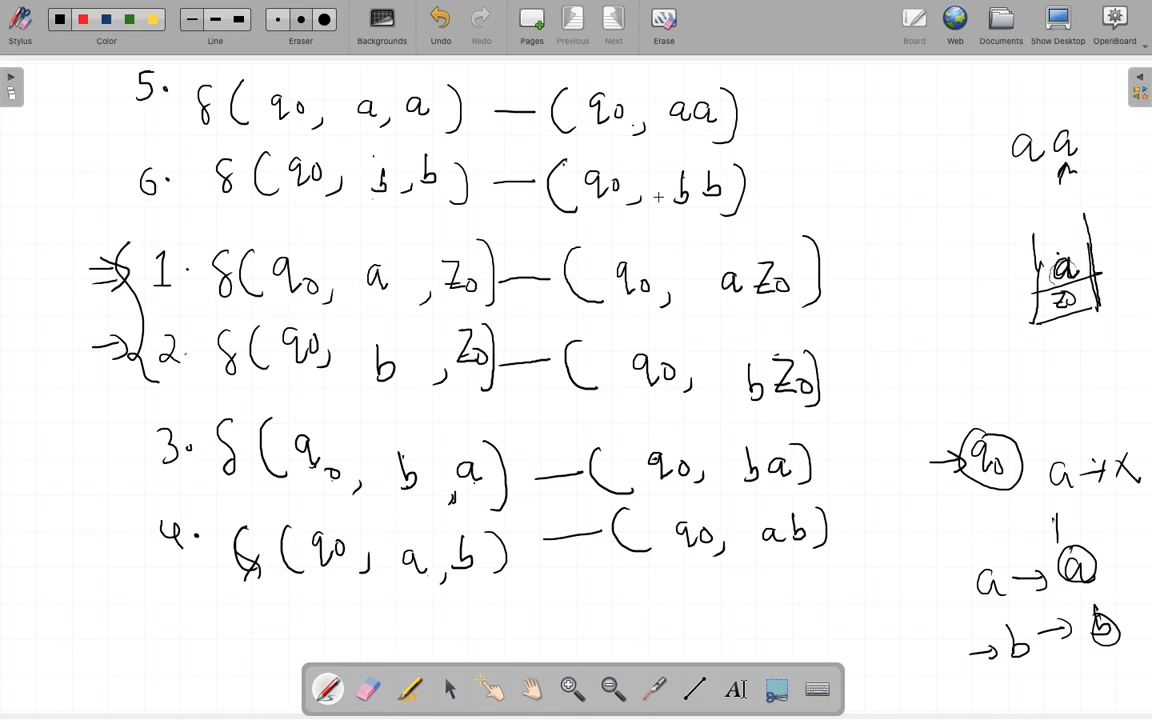 Stylus Color Line Eraser Backgrounds Undo Redo Pages Previous Next Erase Board Web Documents Show Desktop OpenBoard
5. δ(q0, a, a) — (q0, aa)
a a
6. δ(q0, b, b) — (q0, bb)
⇒ 1. δ(q0, a, Z0) — (q0, aZ0)
a
Z0
→ 2. δ(q0, b, Z0) — (q0, bZ0)
3. δ(q0, b, a) — (q0, ba)
→ q0 a → x
4. δ(q0, a, b) — (q0, ab)
a → a
→ b → b